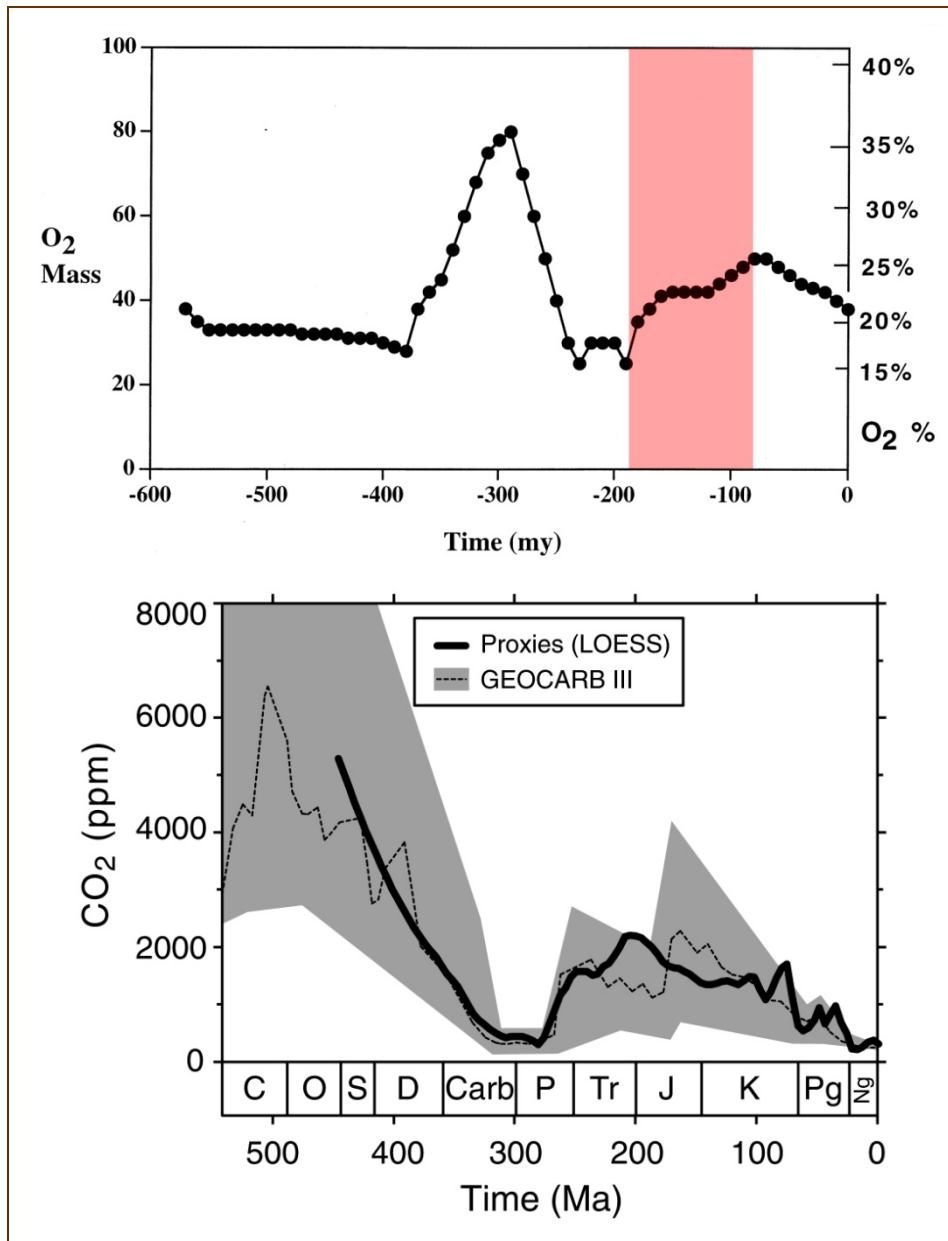 100
80
60
40
20
0
O2
Mass
40%
35%
30%
25%
20%
15%
O2 %
-600
-500
-400
-300
-200
-100
0
Time (my)
8000
6000
4000
2000
0
CO2 (ppm)
Proxies (LOESS)
GEOCARB III
C O S D Carb P Tr J K Pg Ng
500 400 300 200 100 0
Time (Ma)